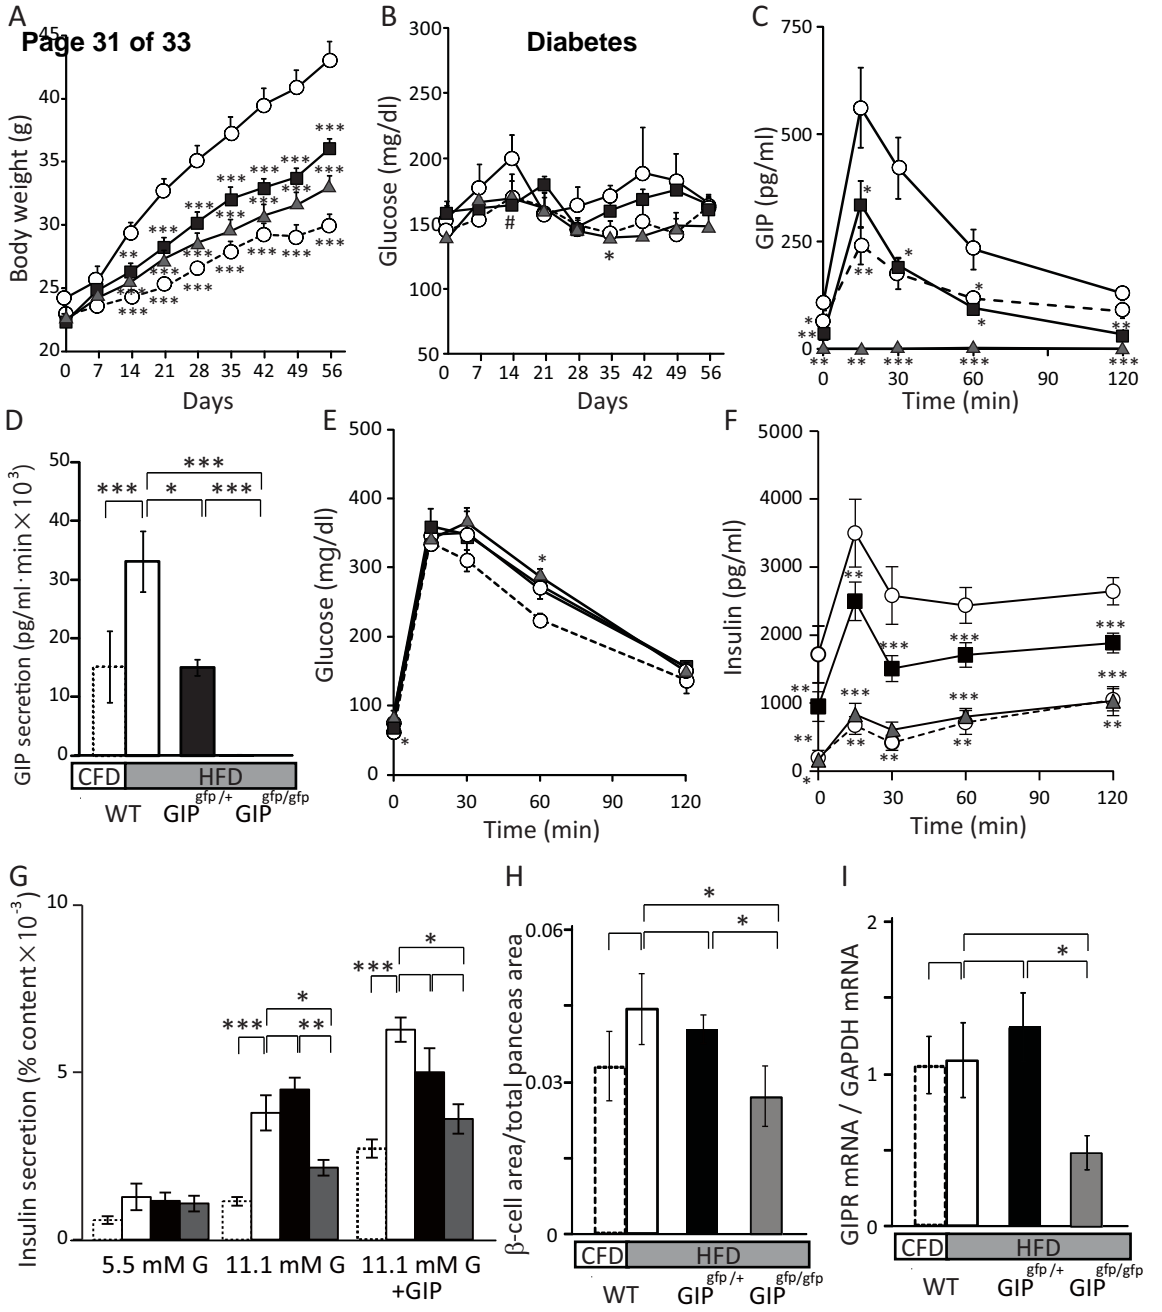 A
B
C
Page 31 of 33
Diabetes
Body weight (g)
45
40
35
30
25
20
0 7 14 21 28 35 42 49 56
Days
*** *** *** *** *** *** ***
** *** *** *** *** *** ***
*** *** *** *** *** *** ***
Glucose (mg/dl)
300
250
200
150
100
50
#
*
0 7 14 21 28 35 42 49 56
Days
GIP (pg/ml)
750
500
250
0
* ** * ** * * * **
** ** *** *** ***
0 30 60 90 120
Time (min)
D
E
F
GIP secretion (pg/ml·min×10³)
50
40
30
20
10
0
***
*** * ***
CFD HFD
WT GIP gfp/+ GIP gfp/gfp
Glucose (mg/dl)
500
400
300
200
100
0
*
*
0 30 60 90 120
Time (min)
Insulin (pg/ml)
5000
4000
3000
2000
1000
0
** ** *** *** ***
** *** *** ***
* ** ** ** **
0 30 60 90 120
Time (min)
G
H
I
Insulin secretion (% content×10⁻³)
10
5
0
*
*** **
*
***
5.5 mM G 11.1 mM G 11.1 mM G
+GIP
β-cell area/total panceas area
0.06
0.03
0
*
*
CFD HFD
WT GIP gfp/+ GIP gfp/gfp
GIPR mRNA / GAPDH mRNA
2
1
0
*
CFD HFD
WT GIP gfp/+ GIP gfp/gfp